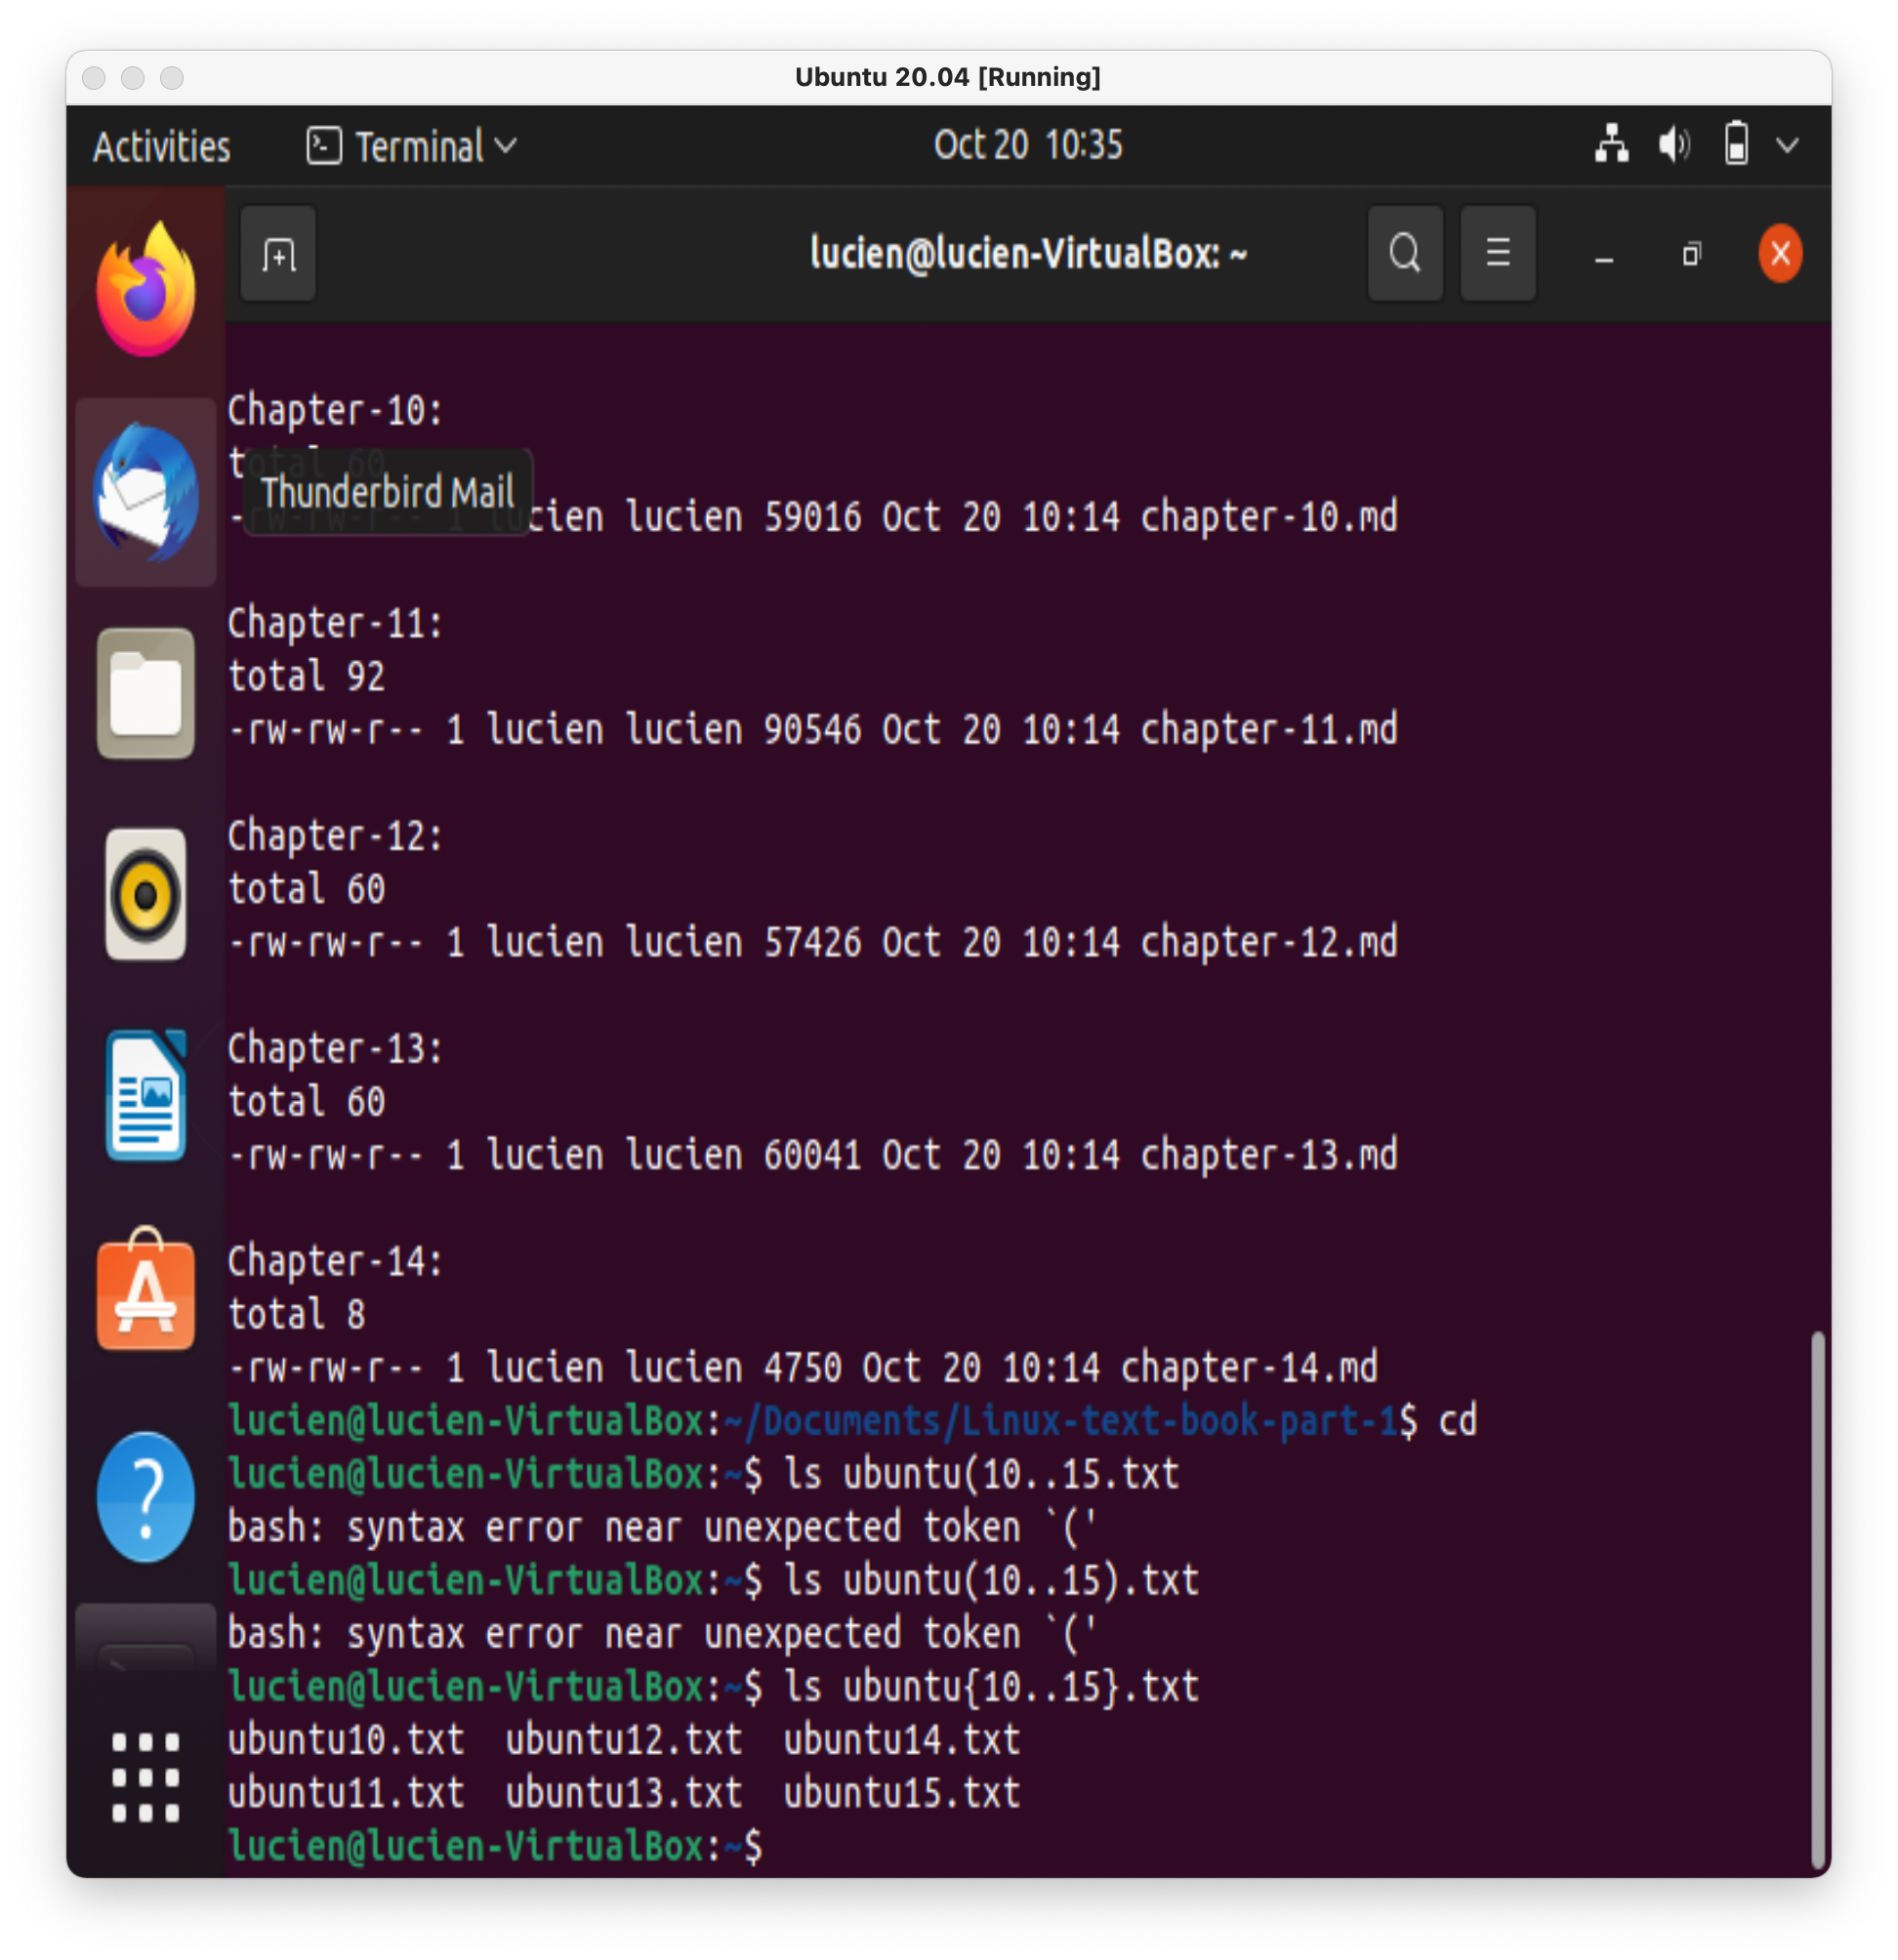 Ubuntu 20.04 [Running]
Activities Terminal Oct 20 10:35
lucien@lucien-VirtualBox: ~
Chapter-10:
total 60
Thunderbird Mail
-rw-rw-r-- 1 lucien lucien 59016 Oct 20 10:14 chapter-10.md
Chapter-11:
total 92
-rw-rw-r-- 1 lucien lucien 90546 Oct 20 10:14 chapter-11.md
Chapter-12:
total 60
-rw-rw-r-- 1 lucien lucien 57426 Oct 20 10:14 chapter-12.md
Chapter-13:
total 60
-rw-rw-r-- 1 lucien lucien 60041 Oct 20 10:14 chapter-13.md
Chapter-14:
total 8
-rw-rw-r-- 1 lucien lucien 4750 Oct 20 10:14 chapter-14.md
lucien@lucien-VirtualBox:~/Documents/Linux-text-book-part-1$ cd
lucien@lucien-VirtualBox:~$ ls ubuntu(10..15.txt
bash: syntax error near unexpected token `('
lucien@lucien-VirtualBox:~$ ls ubuntu(10..15).txt
bash: syntax error near unexpected token `('
lucien@lucien-VirtualBox:~$ ls ubuntu{10..15}.txt
ubuntu10.txt  ubuntu12.txt  ubuntu14.txt
ubuntu11.txt  ubuntu13.txt  ubuntu15.txt
lucien@lucien-VirtualBox:~$